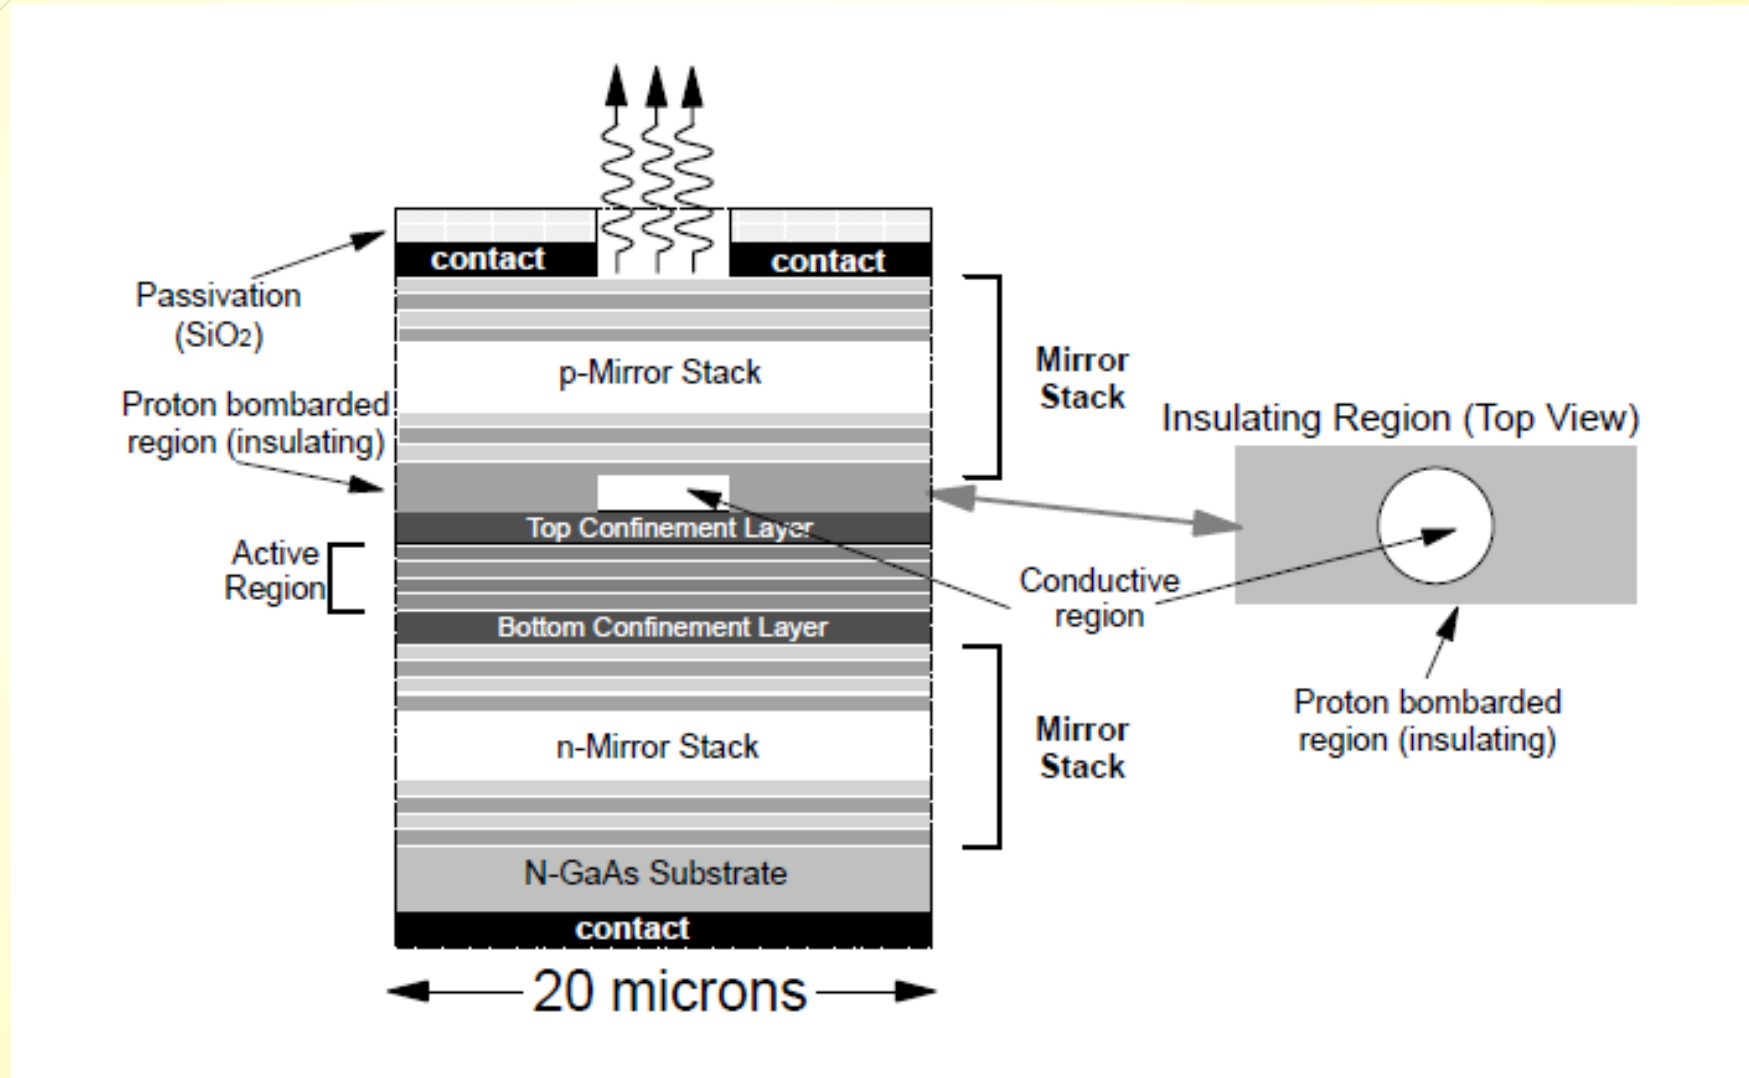 contact
contact
Passivation
(SiO2)
p-Mirror Stack
Mirror
Stack
Proton bombarded
region (insulating)
Insulating Region (Top View)
Top Confinement Layer
Active
Region
Conductive
region
Bottom Confinement Layer
Proton bombarded
region (insulating)
n-Mirror Stack
Mirror
Stack
N-GaAs Substrate
contact
20 microns